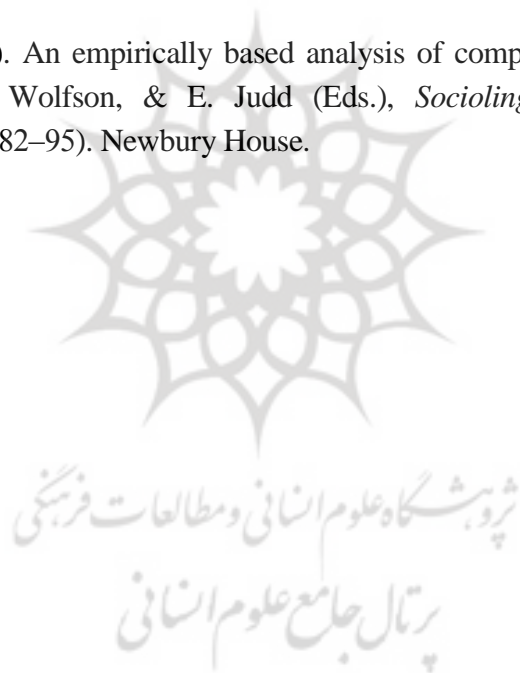 ). An empirically based analysis of comp
Wolfson, & E. Judd (Eds.), Socioling
82–95). Newbury House.
پژوهشگاه علوم انسانی و مطالعات فرهنگی
پرتال جامع علوم انسانی